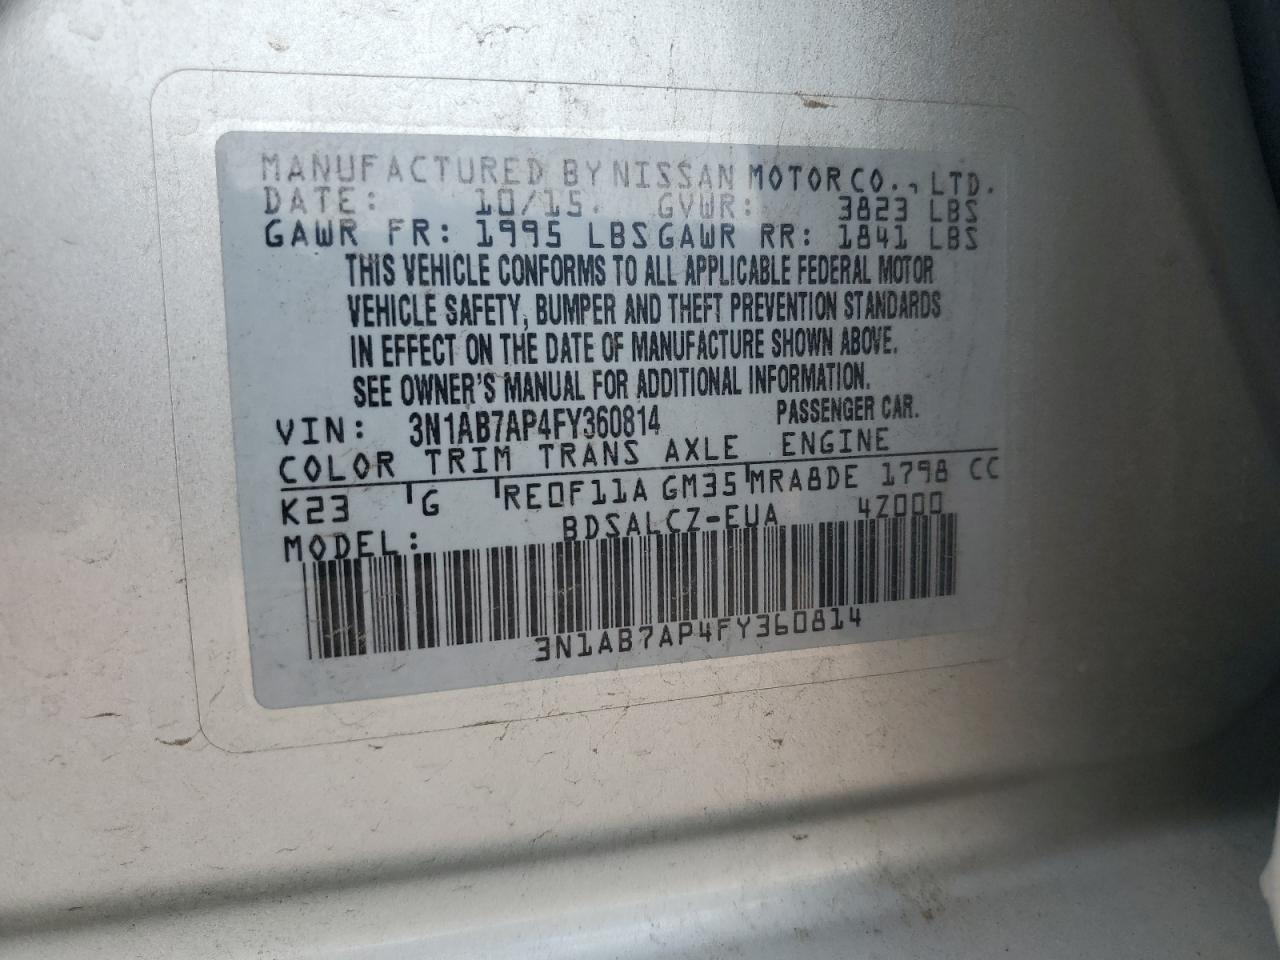 MANUFACTURED BY NISSAN MOTOR CO., LTD.
DATE: 10/15. GVWR: 3823 LBS
GAWR FR: 1995 LBS GAWR RR: 1841 LBS
THIS VEHICLE CONFORMS TO ALL APPLICABLE FEDERAL MOTOR
VEHICLE SAFETY, BUMPER AND THEFT PREVENTION STANDARDS
IN EFFECT ON THE DATE OF MANUFACTURE SHOWN ABOVE.
SEE OWNER'S MANUAL FOR ADDITIONAL INFORMATION.
VIN: 3N1AB7AP4FY360814 PASSENGER CAR.
COLOR TRIM TRANS AXLE ENGINE
K23 G RE0F11A GM35 MRA8DE 1798 CC
MODEL: BDSALCZ-EUA 4Z000
3N1AB7AP4FY360814